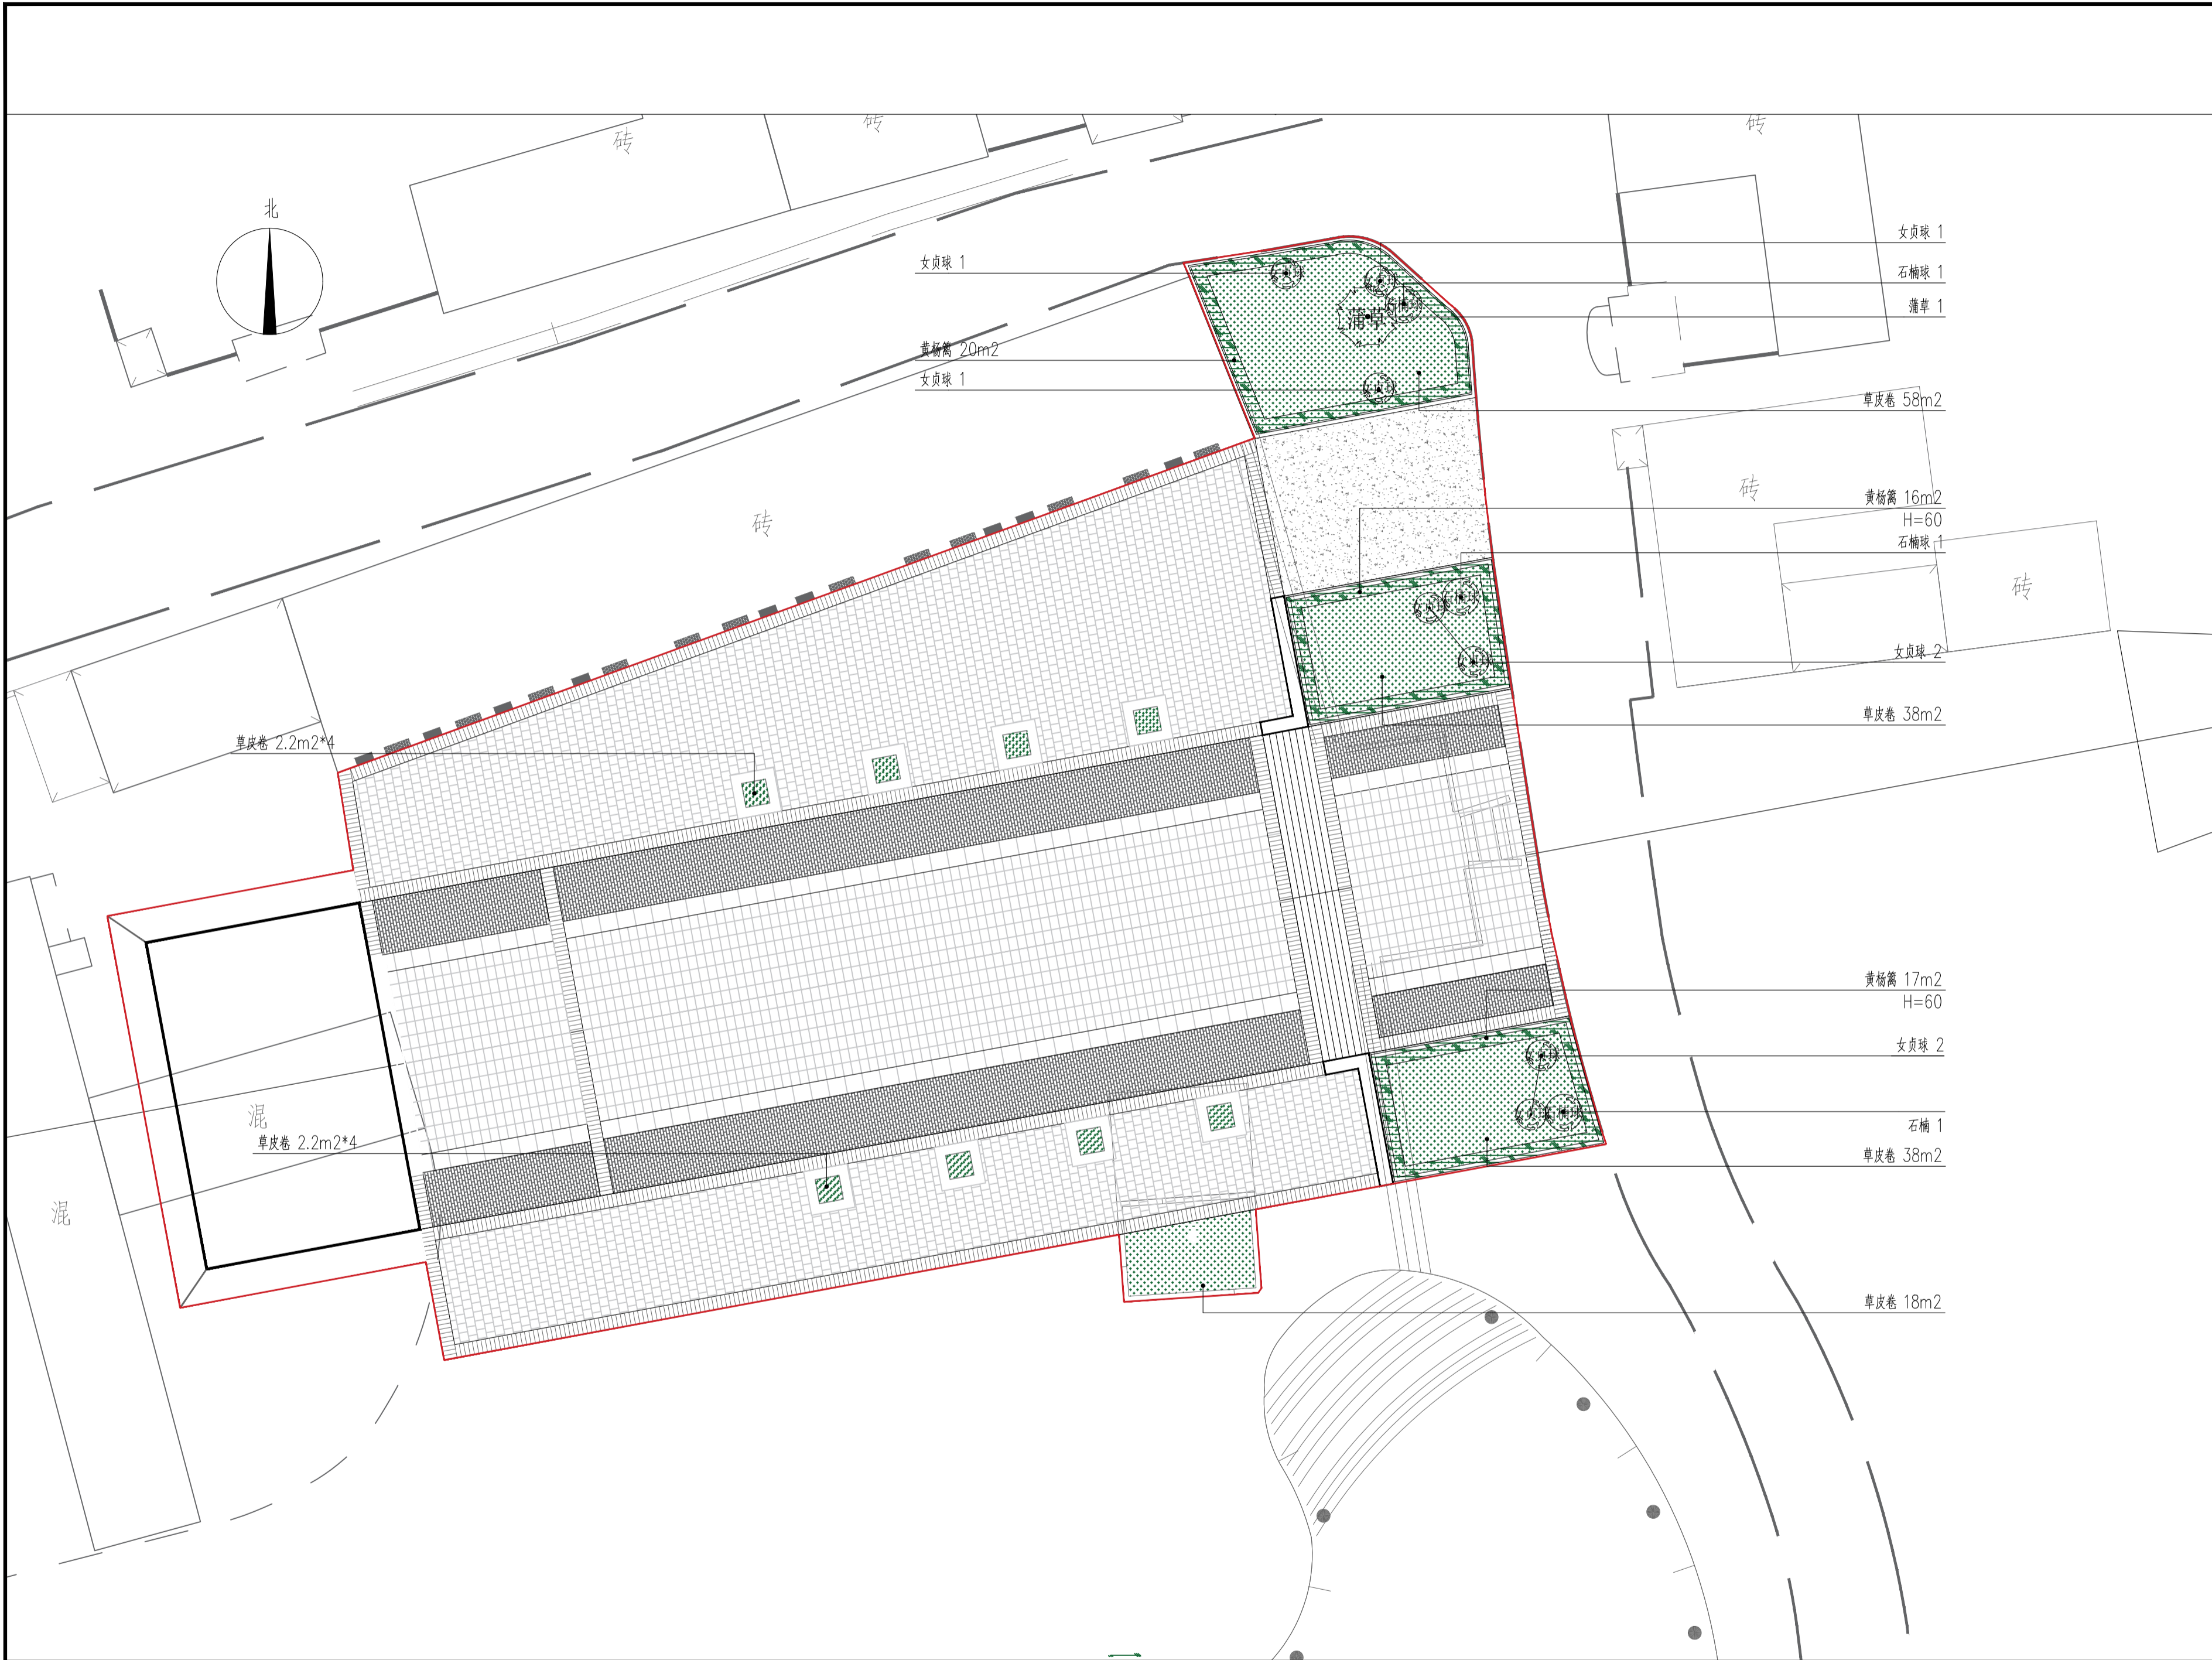 砖
砖
砖
北
女贞球 1
石楠球 1
蒲草 1
女贞球 1
黄杨篱 20m2
女贞球 1
石楠球
蒲草
草皮卷 58m2
黄杨篱 16m2
H=60
石楠球 1
砖
砖
砖
女贞球 2
草皮卷 38m2
草皮卷 2.2m2*4
黄杨篱 17m2
H=60
女贞球 2
石楠 1
草皮卷 38m2
混
草皮卷 2.2m2*4
混
草皮卷 18m2